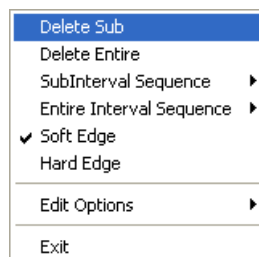 Delete Sub
Delete Entire
SubInterval Sequence
Entire Interval Sequence
Soft Edge
Hard Edge
Edit Options
Exit